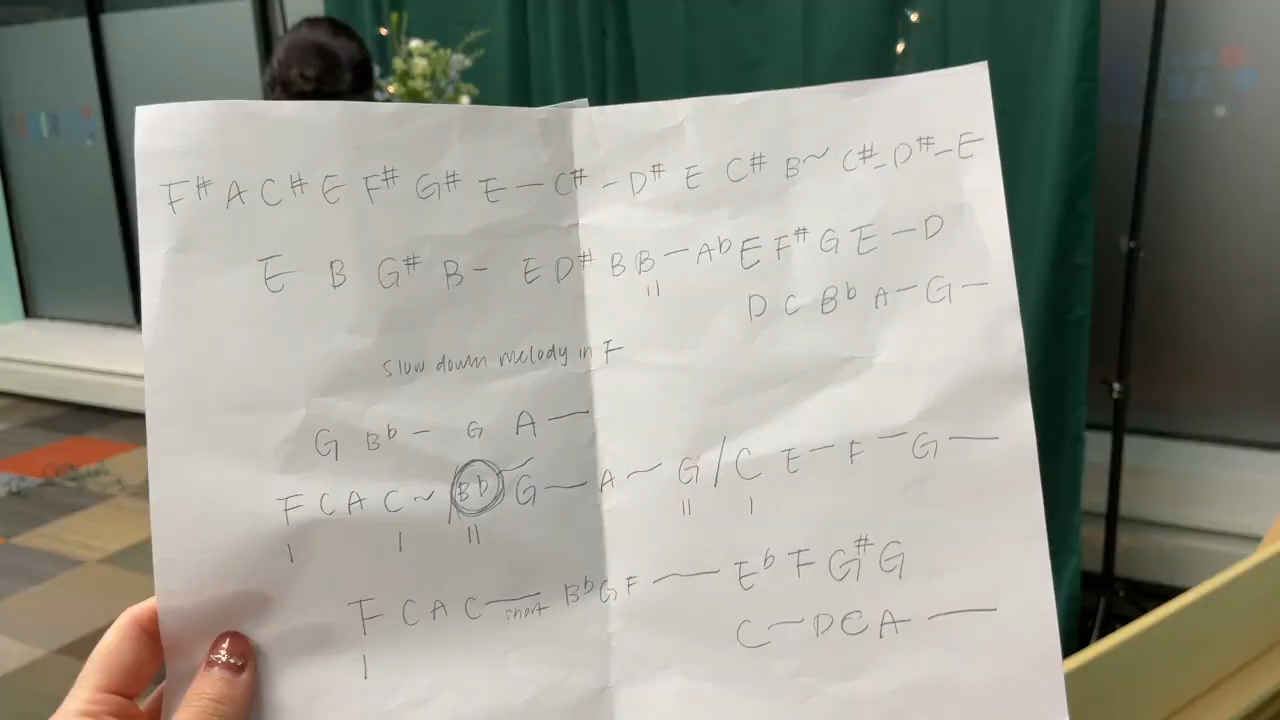 F# A C# E F# G# E — C# - D# E C# B ~ C# - D# - E
E B G# B - E D# B B - Ab E F# G E - D
D C Bb A - G -
slow down melody in F
G Bb - G A —
F C A C ~ / Bb G — A ~ G / C E - F - G —
F C A C — short Bb G F — Eb F G# G
C ~ D C A —